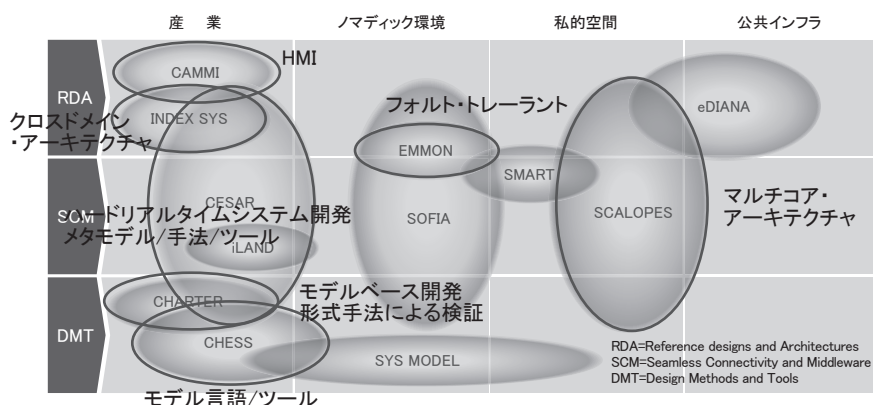 産 業
ノマディック環境
私的空間
公共インフラ
HMI
CAMMI
RDA
フォルト・トレーラント
eDIANA
INDEX SYS
クロスドメイン
・アーキテクチャ
EMMON
SMART
CESAR
マルチコア・
アーキテクチャ
SCM
ードリアルタイムシステム開発
メタモデル/手法/ツール
SOFIA
SCALOPES
iLAND
モデルベース開発
形式手法による検証
CHARTER
DMT
CHESS
SYS MODEL
RDA=Reference designs and Architectures
SCM=Seamless Connectivity and Middleware
DMT=Design Methods and Tools
モデル言語/ツール